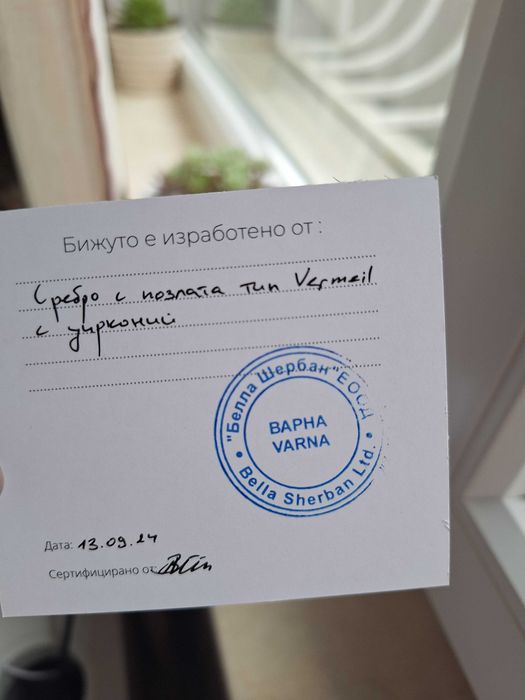 Бижуто е изработено от:
Сребро с позлата тип Vermeil
с цирконий
"Белла Шербан" ЕООД
ВАРНА
VARNA
Bella Sherban Ltd.
Дата: 13.09.24
Сертифицирано от: